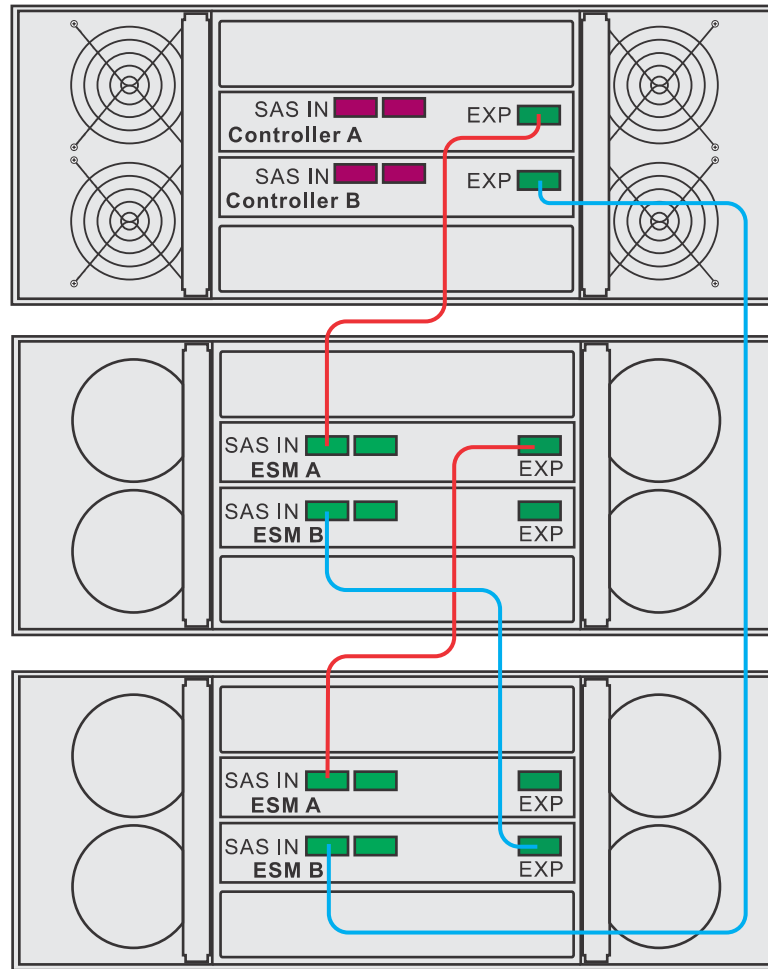 SAS IN EXP
Controller A
SAS IN EXP
Controller B
SAS IN
ESM A EXP
SAS IN
ESM B EXP
SAS IN
ESM A EXP
SAS IN
ESM B EXP